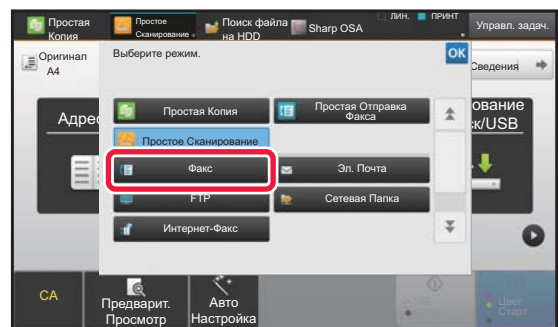 Простая
Копия
Простое
Сканирование
Поиск файла
на HDD
Sharp OSA
ЛИН.
ПРИНТ
Управл. задач.
Оригинал
A4
Выберите режим.
OK
Сведения
Адрес
ование
ск/USB
Простая Копия
Простая Отправка
Факса
Простое Сканирование
Факс
Эл. Почта
FTP
Сетевая Папка
Интернет-Факс
CA
Предварит.
Просмотр
Авто
Настройка
Цвет
Старт